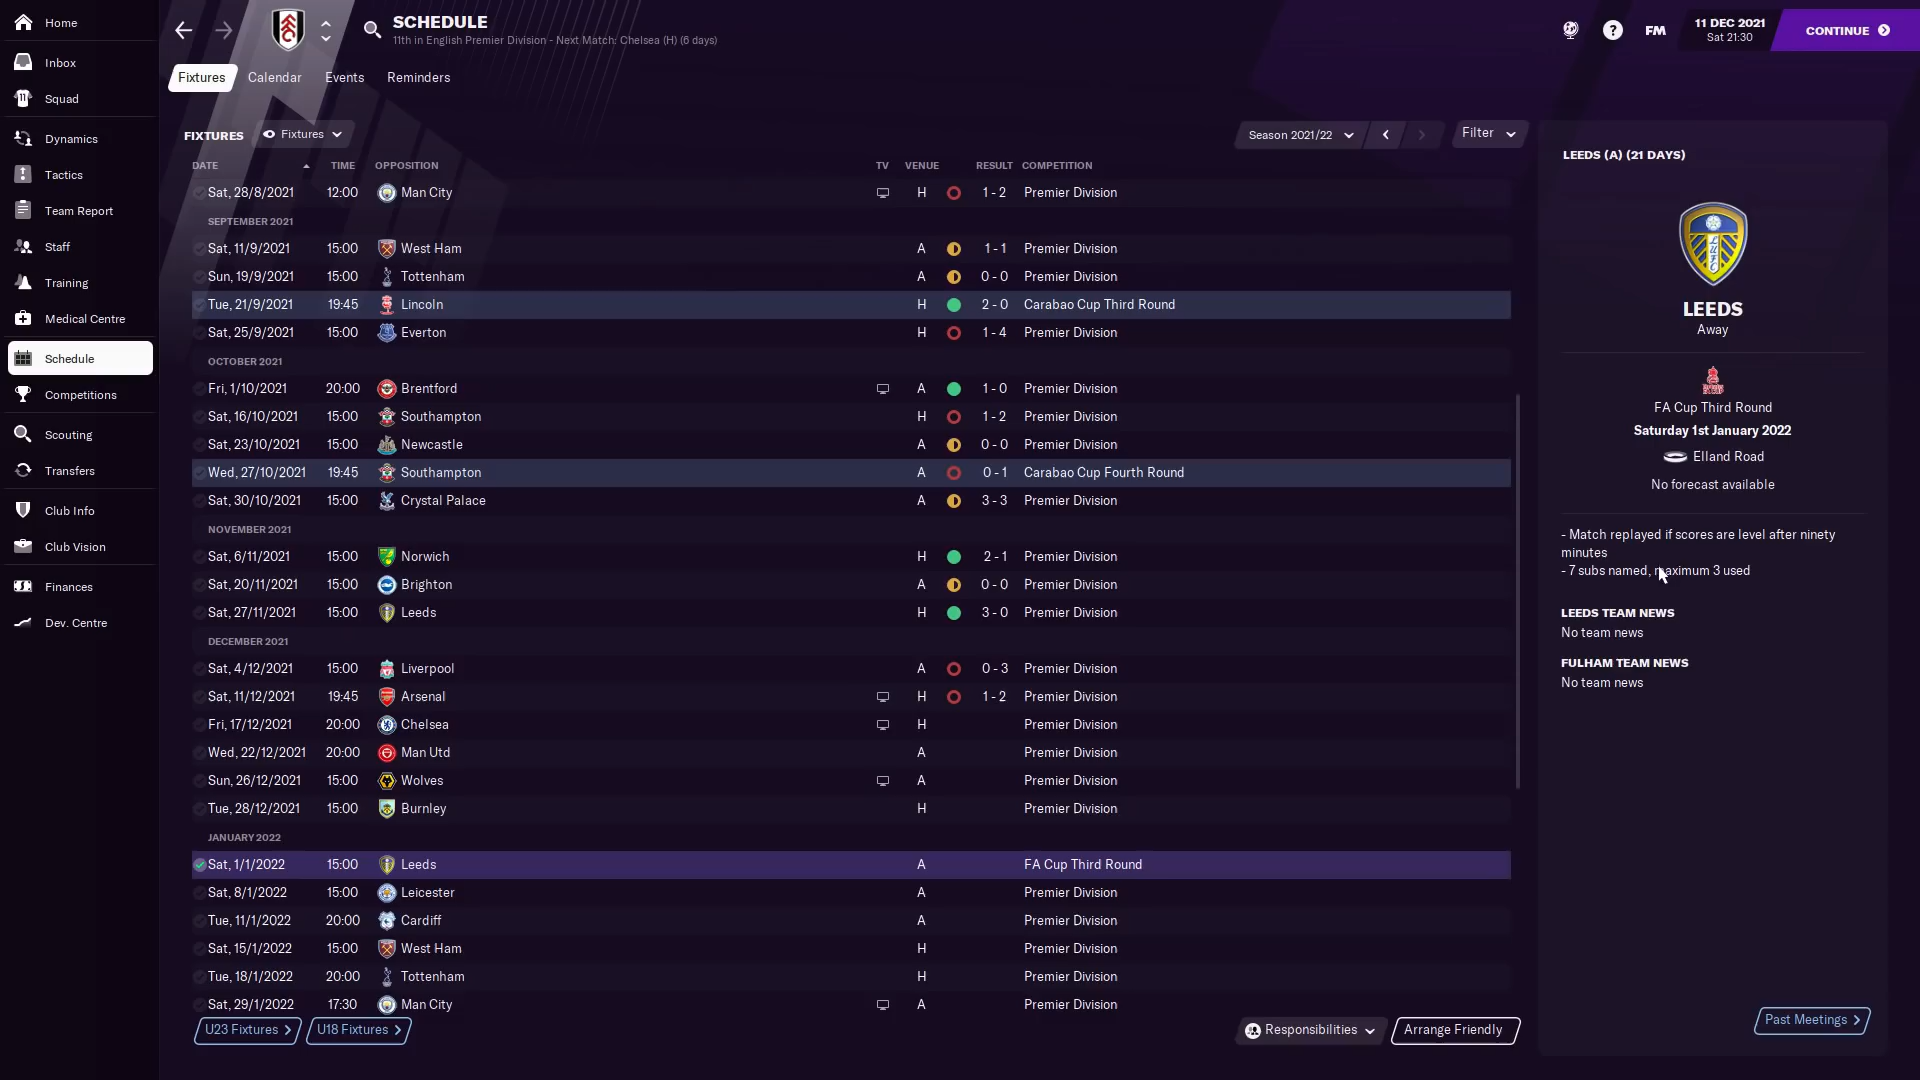 Home
Inbox
Squad
Dynamics
Tactics
Team Report
Staff
Training
Medical Centre
Schedule
Competitions
Scouting
Transfers
Club Info
Club Vision
Finances
Dev. Centre
SCHEDULE
11th in English Premier Division - Next Match: Chelsea (H) (6 days)
FM
11 DEC 2021
Sat 21:30
CONTINUE
Fixtures Calendar Events Reminders
FIXTURES Fixtures Season 2021/22 Filter
DATE TIME OPPOSITION TV VENUE RESULT COMPETITION
Sat, 28/8/2021 12:00 Man City H 1 - 2 Premier Division
SEPTEMBER 2021
Sat, 11/9/2021 15:00 West Ham A 1 - 1 Premier Division
Sun, 19/9/2021 15:00 Tottenham A 0 - 0 Premier Division
Tue, 21/9/2021 19:45 Lincoln H 2 - 0 Carabao Cup Third Round
Sat, 25/9/2021 15:00 Everton H 1 - 4 Premier Division
OCTOBER 2021
Fri, 1/10/2021 20:00 Brentford A 1 - 0 Premier Division
Sat, 16/10/2021 15:00 Southampton H 1 - 2 Premier Division
Sat, 23/10/2021 15:00 Newcastle A 0 - 0 Premier Division
Wed, 27/10/2021 19:45 Southampton A 0 - 1 Carabao Cup Fourth Round
Sat, 30/10/2021 15:00 Crystal Palace A 3 - 3 Premier Division
NOVEMBER 2021
Sat, 6/11/2021 15:00 Norwich H 2 - 1 Premier Division
Sat, 20/11/2021 15:00 Brighton A 0 - 0 Premier Division
Sat, 27/11/2021 15:00 Leeds H 3 - 0 Premier Division
DECEMBER 2021
Sat, 4/12/2021 15:00 Liverpool A 0 - 3 Premier Division
Sat, 11/12/2021 19:45 Arsenal H 1 - 2 Premier Division
Fri, 17/12/2021 20:00 Chelsea H Premier Division
Wed, 22/12/2021 20:00 Man Utd A Premier Division
Sun, 26/12/2021 15:00 Wolves A Premier Division
Tue, 28/12/2021 15:00 Burnley H Premier Division
JANUARY 2022
Sat, 1/1/2022 15:00 Leeds A FA Cup Third Round
Sat, 8/1/2022 15:00 Leicester A Premier Division
Tue, 11/1/2022 20:00 Cardiff A Premier Division
Sat, 15/1/2022 15:00 West Ham H Premier Division
Tue, 18/1/2022 20:00 Tottenham H Premier Division
Sat, 29/1/2022 17:30 Man City A Premier Division
U23 Fixtures U18 Fixtures Responsibilities Arrange Friendly
LEEDS (A) (21 DAYS)
LEEDS
Away
FA Cup Third Round
Saturday 1st January 2022
Elland Road
No forecast available
- Match replayed if scores are level after ninety
minutes
- 7 subs named, maximum 3 used
LEEDS TEAM NEWS
No team news
FULHAM TEAM NEWS
No team news
Past Meetings